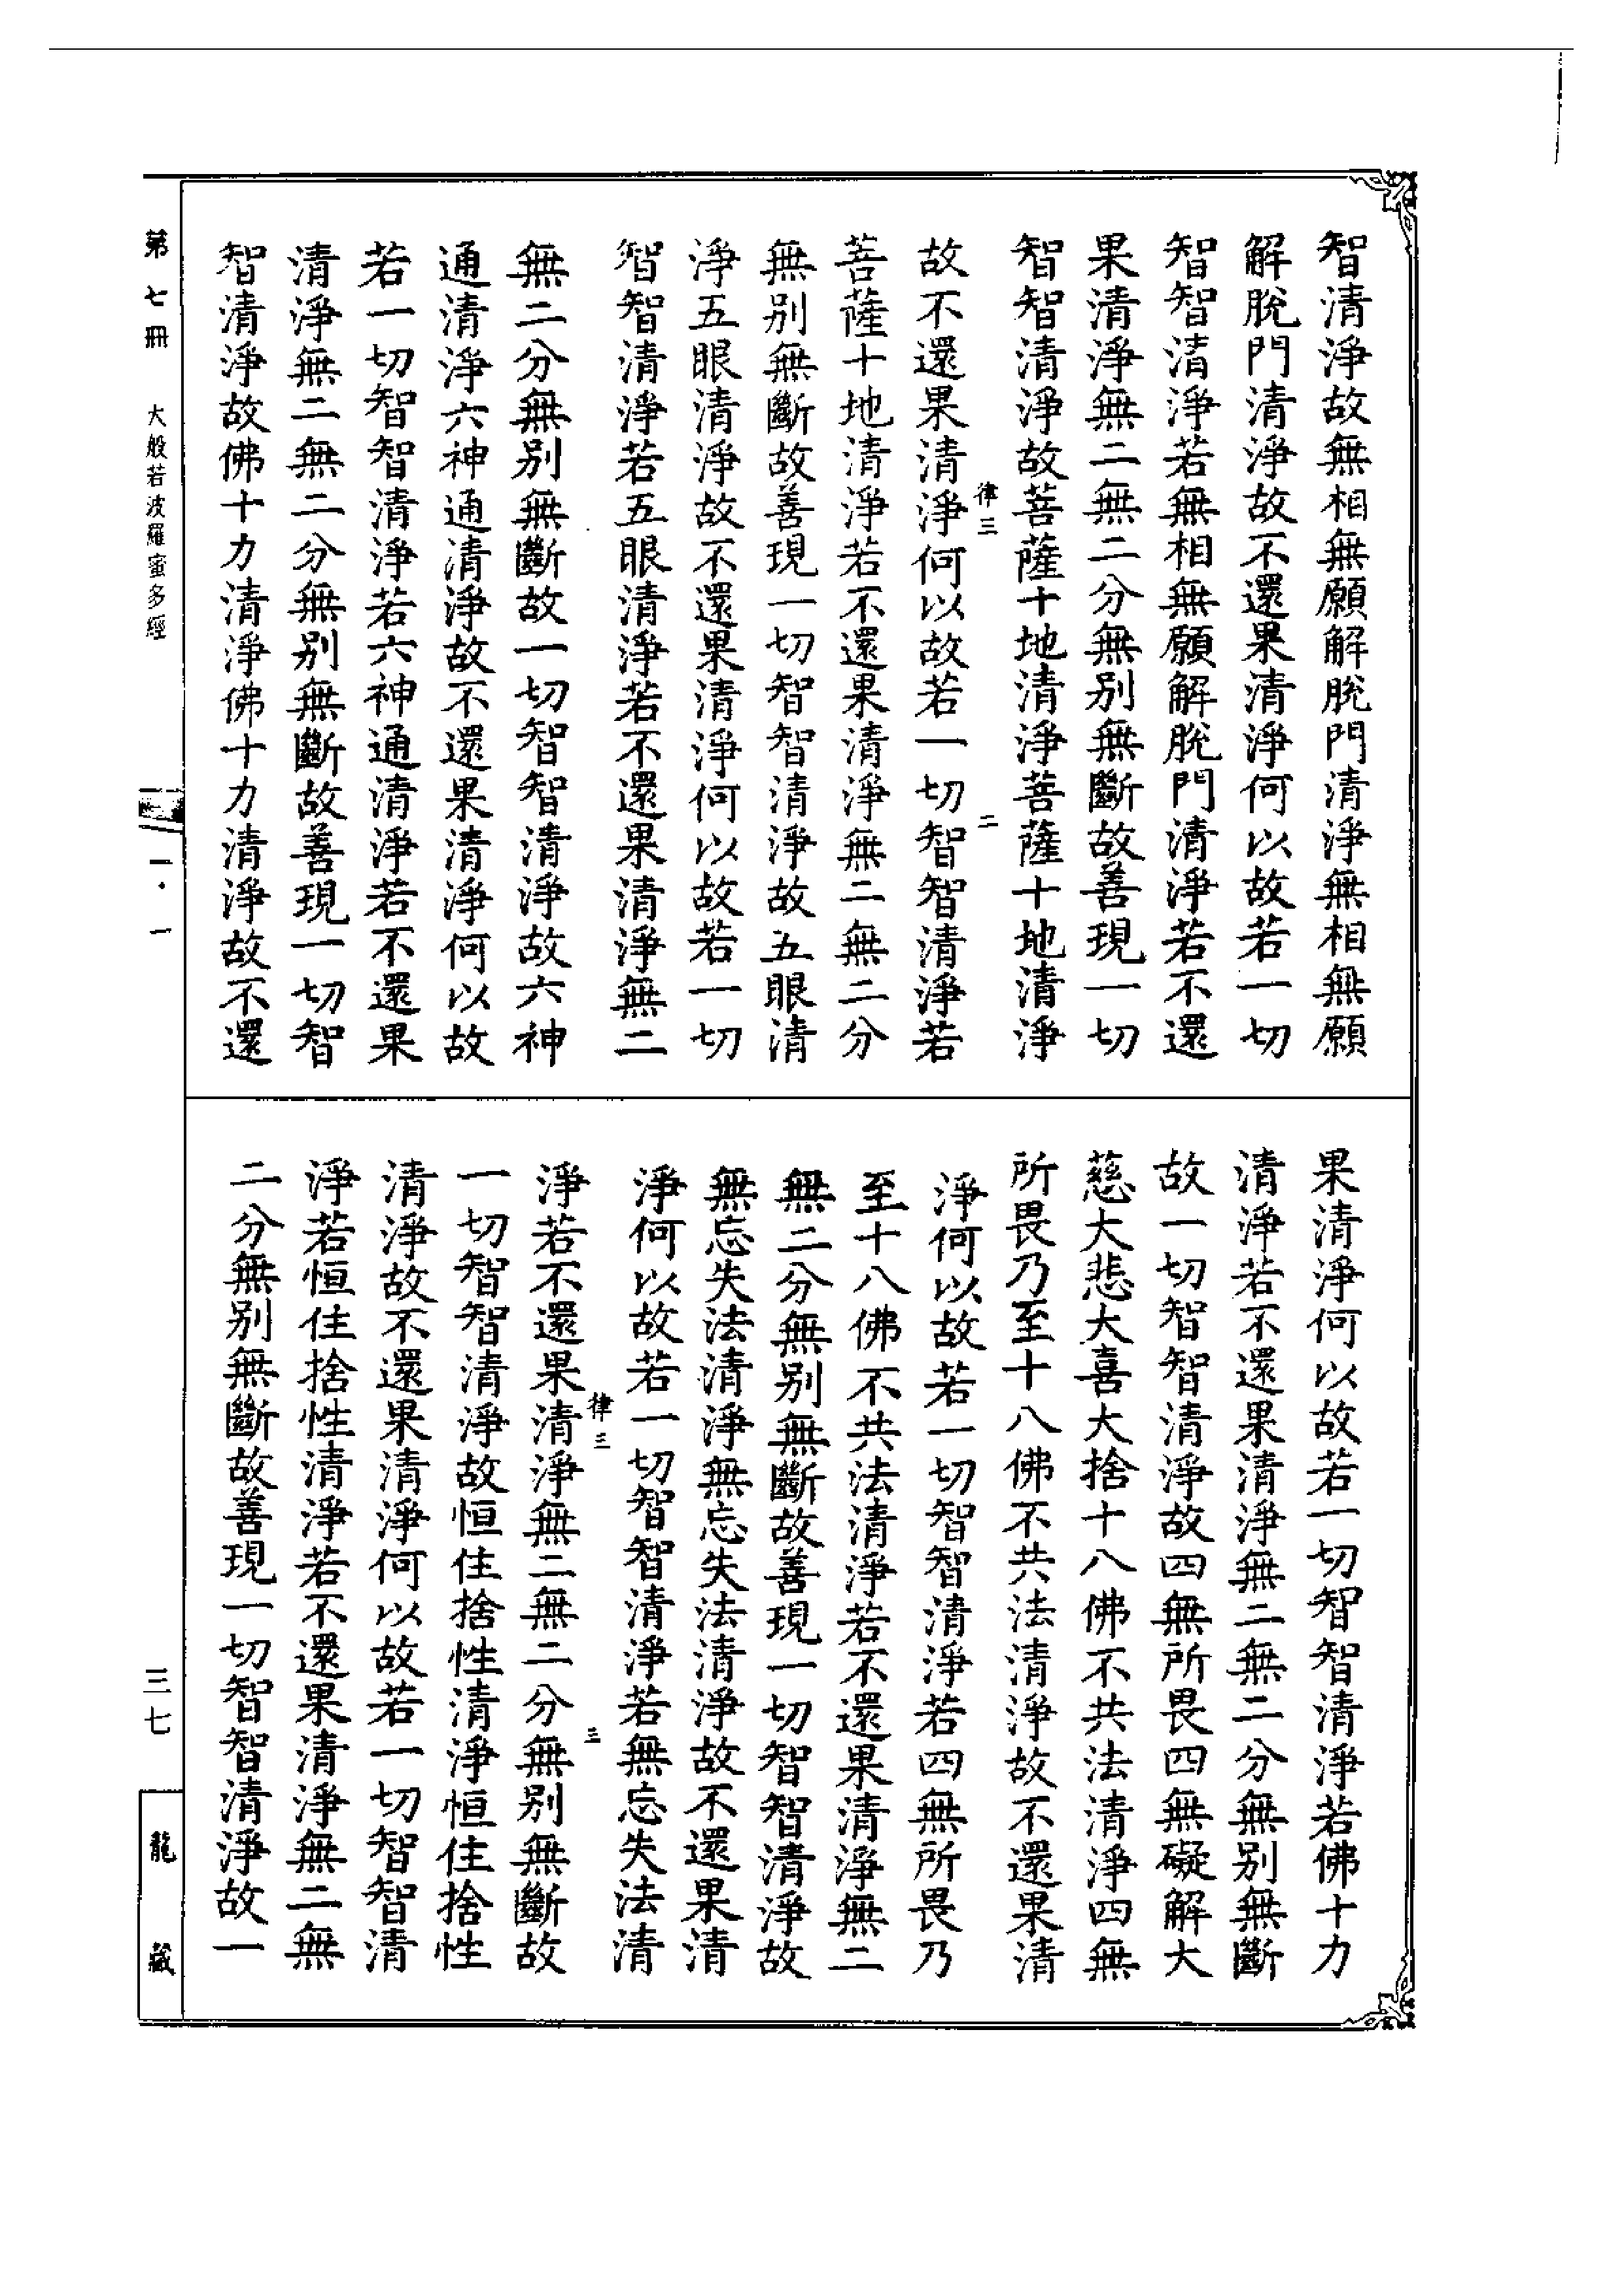 智清淨故無相無願解脫門清淨無相無願
解脫門清淨故不還果清淨何以故若一切
智智清淨若無相無願解脫門清淨若不還
果清淨無二無二分無別無斷故善現一切
智智清淨故菩薩十地清淨菩薩十地清淨
律三 二
故不還果清淨何以故若一切智智清淨若
菩薩十地清淨若不還果清淨無二無二分
無別無斷故善現一切智智清淨故五眼清
淨五眼清淨故不還果清淨何以故若一切
智智清淨若五眼清淨若不還果清淨無二
無二分無別無斷故一切智智清淨故六神
通清淨六神通清淨故不還果清淨何以故
若一切智智清淨若六神通清淨若不還果
清淨無二無二分無別無斷故善現一切智
智清淨故佛十力清淨佛十力清淨故不還
果清淨何以故若一切智智清淨若佛十力
清淨若不還果清淨無二無二分無別無斷
故一切智智清淨故四無所畏四無礙解大
慈大悲大喜大捨十八佛不共法清淨四無
所畏乃至十八佛不共法清淨故不還果清
淨何以故若一切智智清淨若四無所畏乃
至十八佛不共法清淨若不還果清淨無二
無二分無別無斷故善現一切智智清淨故
無忘失法清淨無忘失法清淨故不還果清
淨何以故若一切智智清淨若無忘失法清
律三 三
淨若不還果清淨無二無二分無別無斷故
一切智智清淨故恒住捨性清淨恒住捨性
清淨故不還果清淨何以故若一切智智清
淨若恒住捨性清淨若不還果清淨無二無
二分無別無斷故善現一切智智清淨故一
第七冊 大般若波羅蜜多經 一·一 三七 龍藏